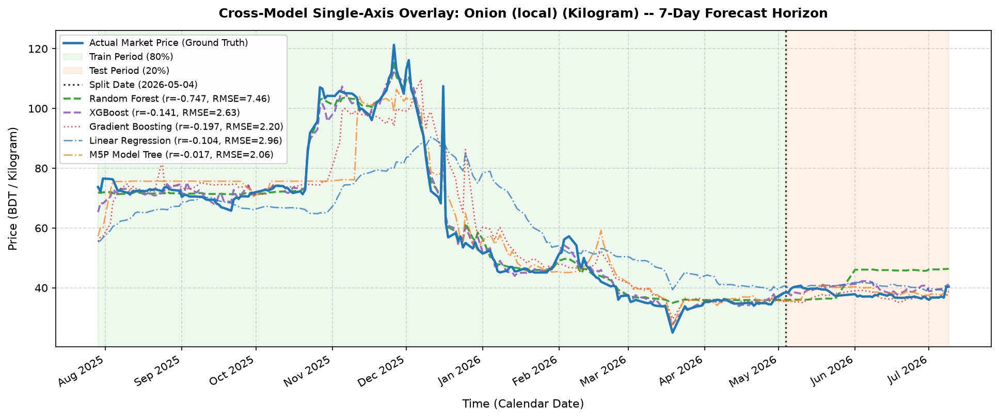 Cross-Model Single-Axis Overlay: Onion (local) (Kilogram) -- 7-Day Forecast Horizon
Actual Market Price (Ground Truth)
Train Period (80%)
Test Period (20%)
Split Date (2026-05-04)
Random Forest (r=-0.747, RMSE=7.46)
XGBoost (r=-0.141, RMSE=2.63)
Gradient Boosting (r=-0.197, RMSE=2.20)
Linear Regression (r=-0.104, RMSE=2.96)
M5P Model Tree (r=-0.017, RMSE=2.06)
Price (BDT / Kilogram)
120
100
80
60
40
Aug 2025
Sep 2025
Oct 2025
Nov 2025
Dec 2025
Jan 2026
Feb 2026
Mar 2026
Apr 2026
May 2026
Jun 2026
Jul 2026
Time (Calendar Date)